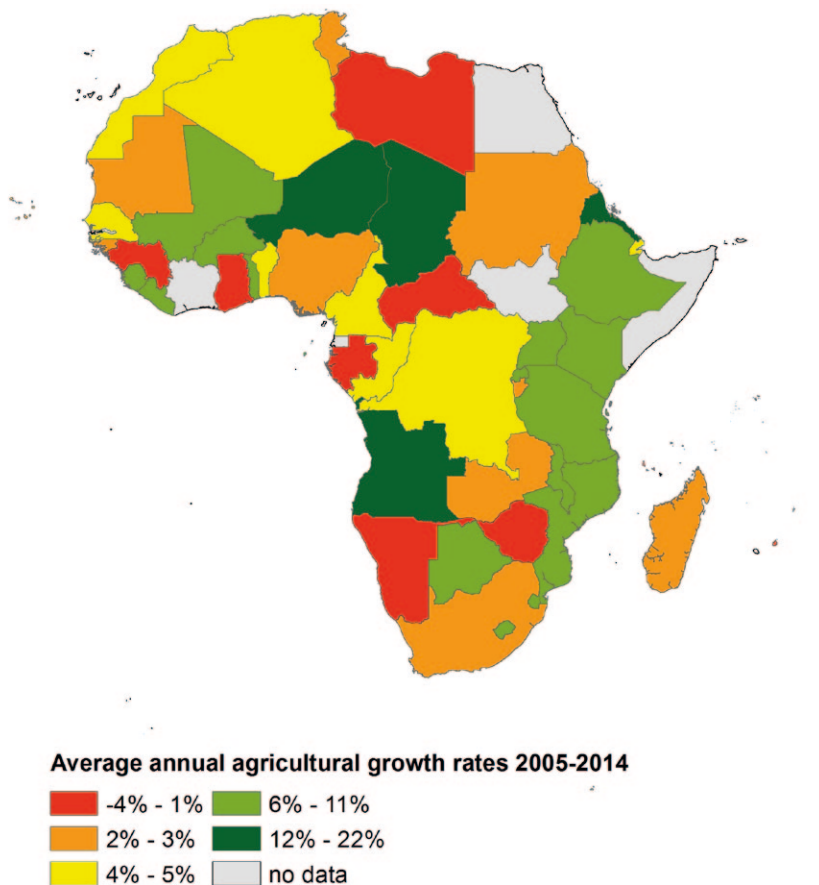 Average annual agricultural growth rates 2005-2014
-4% - 1%
2% - 3%
4% - 5%
6% - 11%
12% - 22%
no data